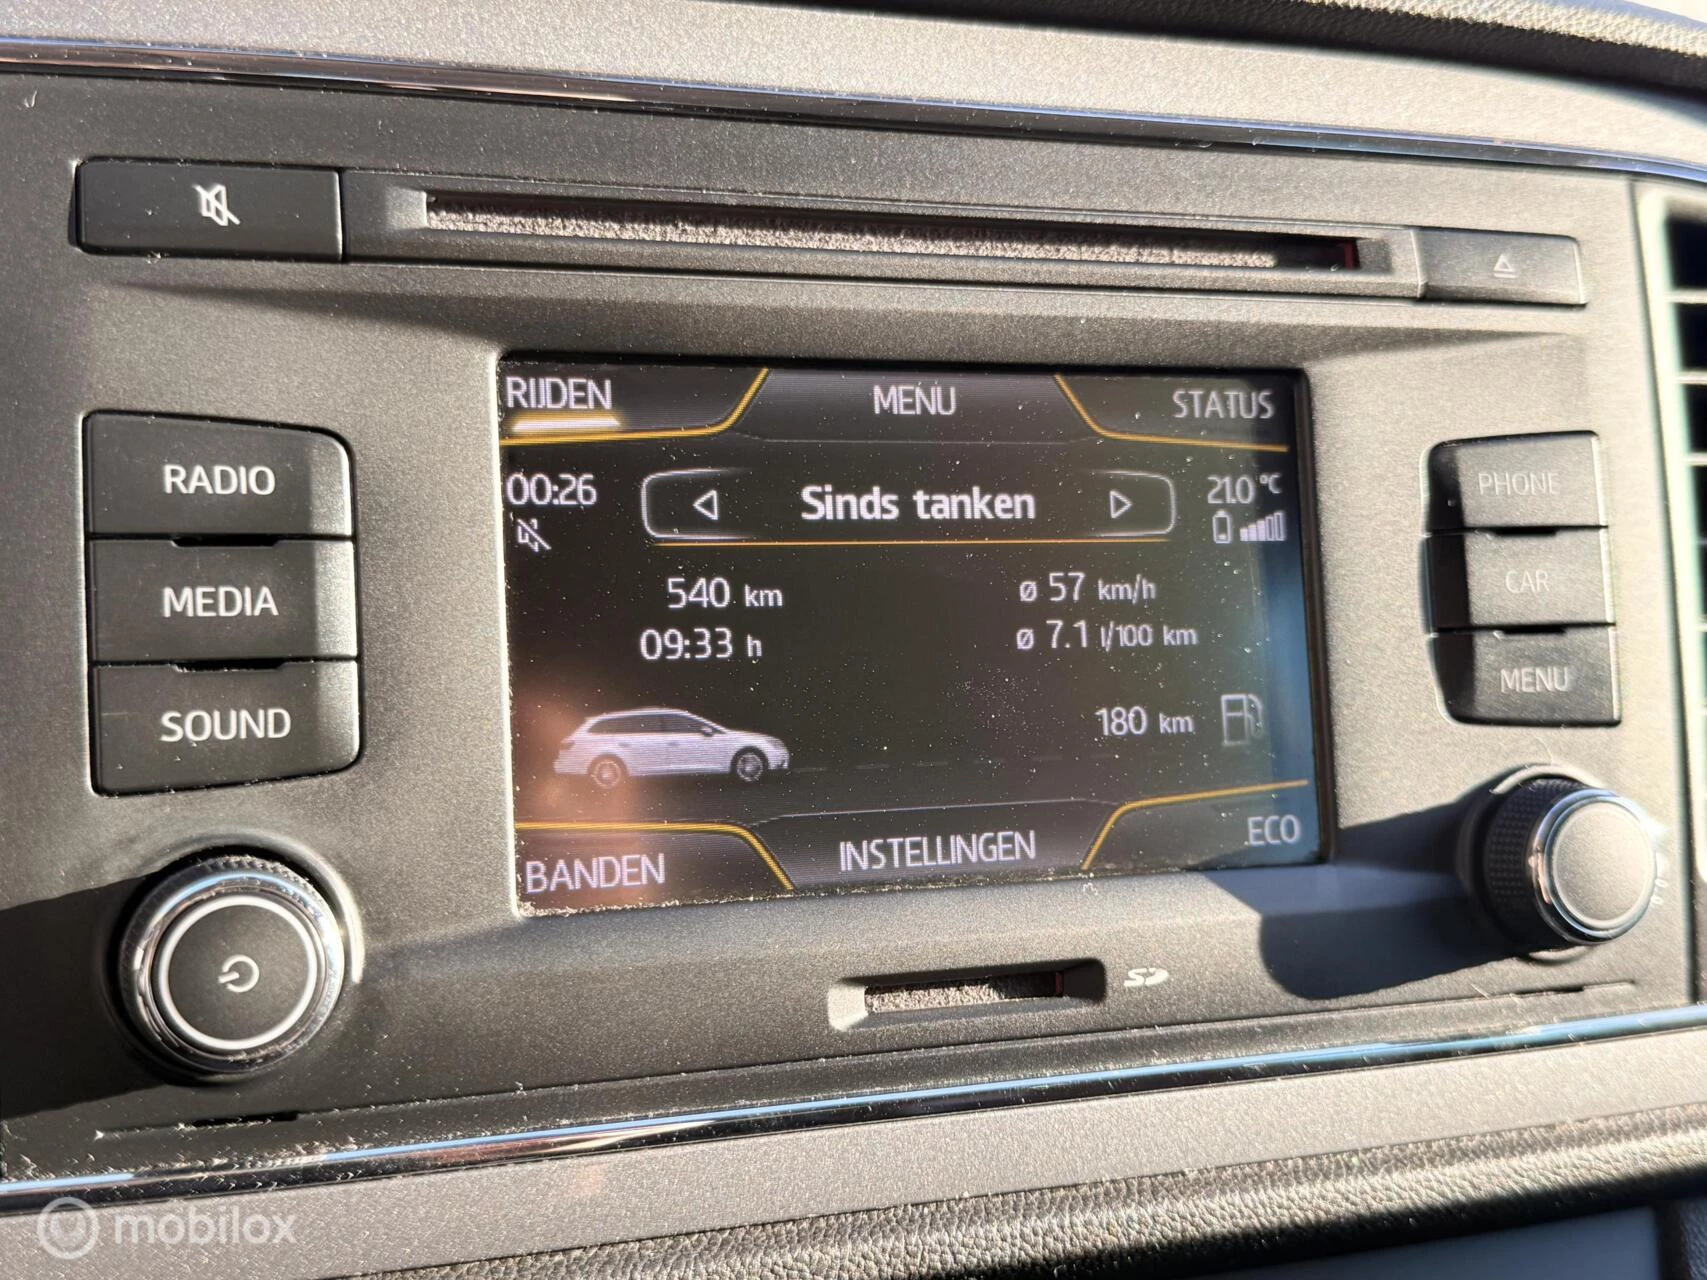 RIJDEN MENU STATUS
00:26 Sinds tanken 21.0 °C
RADIO
PHONE
540 km ø 57 km/h
MEDIA
CAR
09:33 h ø 7.1 l/100 km
SOUND
MENU
180 km
BANDEN INSTELLINGEN ECO
SD
mobilox